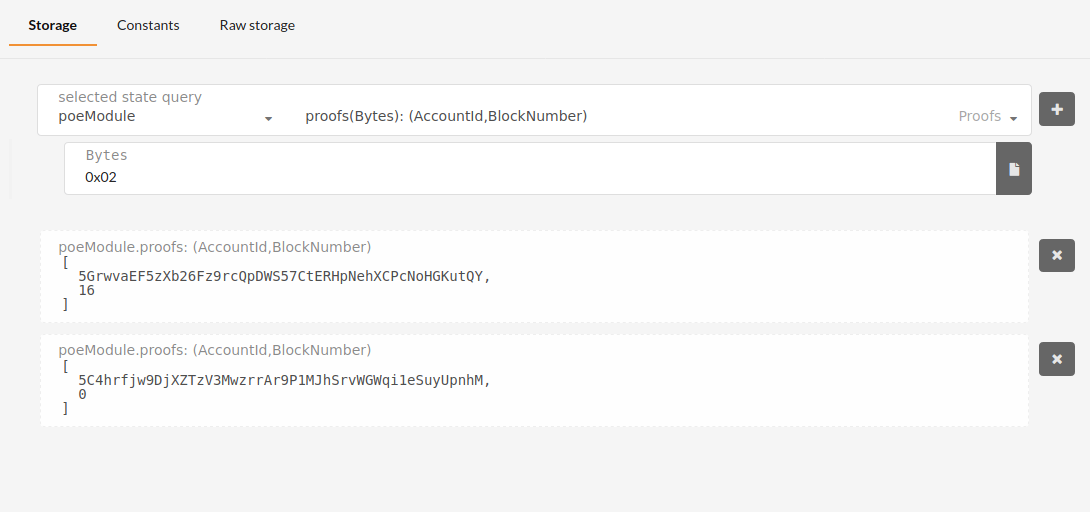 Storage Constants Raw storage
selected state query
poeModule proofs(Bytes): (AccountId,BlockNumber) Proofs
Bytes
0x02
poeModule.proofs: (AccountId,BlockNumber)
[
5GrwvaEF5zXb26Fz9rcQpDWS57CtERHpNehXCPcNoHGKutQY,
16
]
poeModule.proofs: (AccountId,BlockNumber)
[
5C4hrfjw9DjXZTzV3MwzrrAr9P1MJhSrvWGWqi1eSuyUpnhM,
0
]